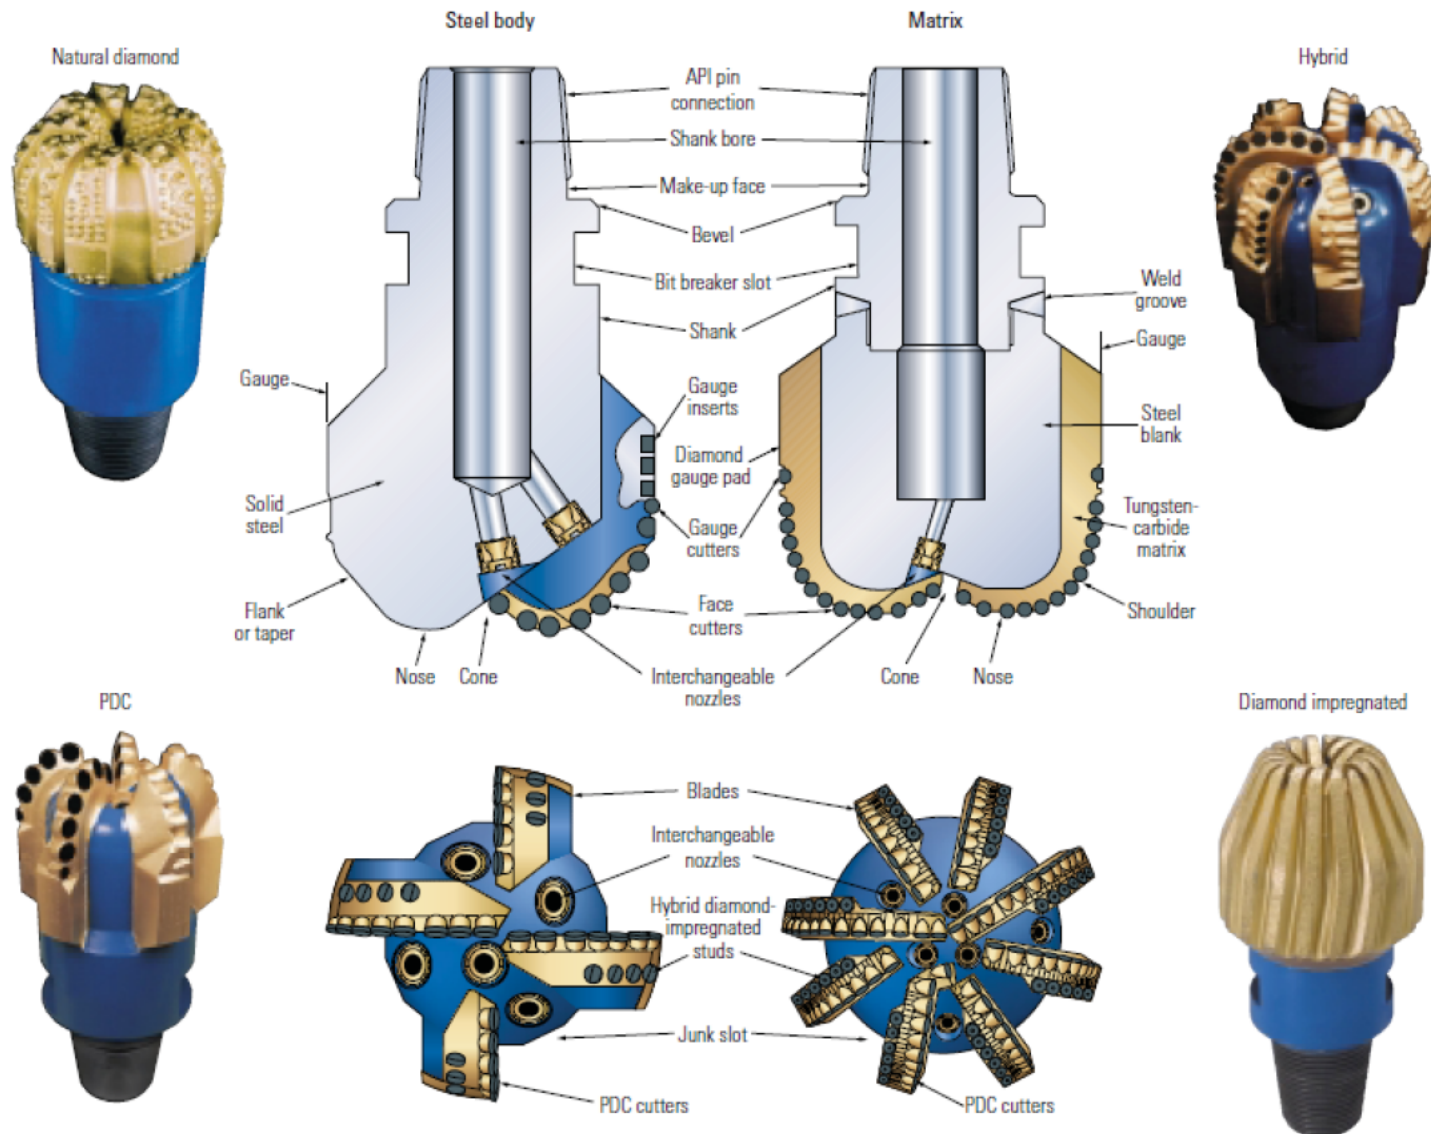 Steel body
Matrix
Natural diamond
Hybrid
API pin
connection
Shank bore
Make-up face
Bevel
Bit breaker slot
Weld
groove
Shank
Gauge
Gauge
Gauge
inserts
Steel
blank
Diamond
gauge pad
Solid
steel
Gauge
cutters
Tungsten-
carbide
matrix
Flank
or taper
Face
cutters
Shoulder
Nose
Cone
Interchangeable
nozzles
Cone
Nose
PDC
Diamond impregnated
Blades
Interchangeable
nozzles
Hybrid diamond-
impregnated
studs
Junk slot
PDC cutters
PDC cutters